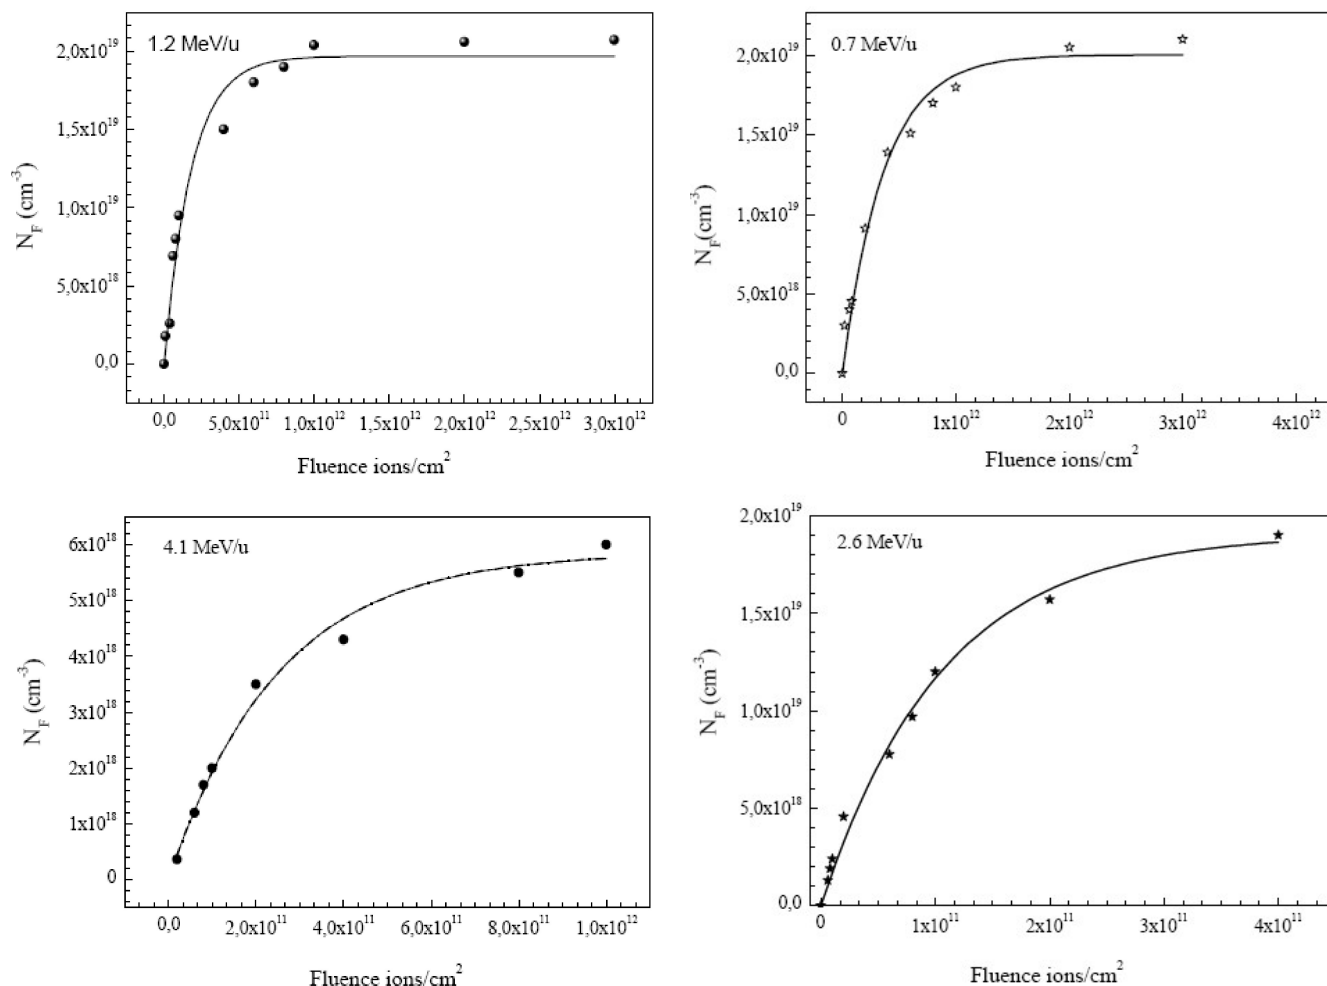 1.2 MeV/u
2,0x10^19
1,5x10^19
1,0x10^19
5,0x10^18
0,0
N_F (cm^-3)
0,0 5,0x10^11 1,0x10^12 1,5x10^12 2,0x10^12 2,5x10^12 3,0x10^12
Fluence ions/cm^2
0.7 MeV/u
2,0x10^19
1,5x10^19
1,0x10^19
5,0x10^18
0,0
N_F(cm^-3)
0 1x10^12 2x10^12 3x10^12 4x10^12
Fluence ions/cm^2
4.1 MeV/u
6x10^18
5x10^18
4x10^18
3x10^18
2x10^18
1x10^18
0
N_F (cm^-3)
0,0 2,0x10^11 4,0x10^11 6,0x10^11 8,0x10^11 1,0x10^12
Fluence ions/cm^2
2.6 MeV/u
2,0x10^19
1,5x10^19
1,0x10^19
5,0x10^18
0,0
N_F (cm^-3)
0 1x10^11 2x10^11 3x10^11 4x10^11
Fluence ions/cm^2